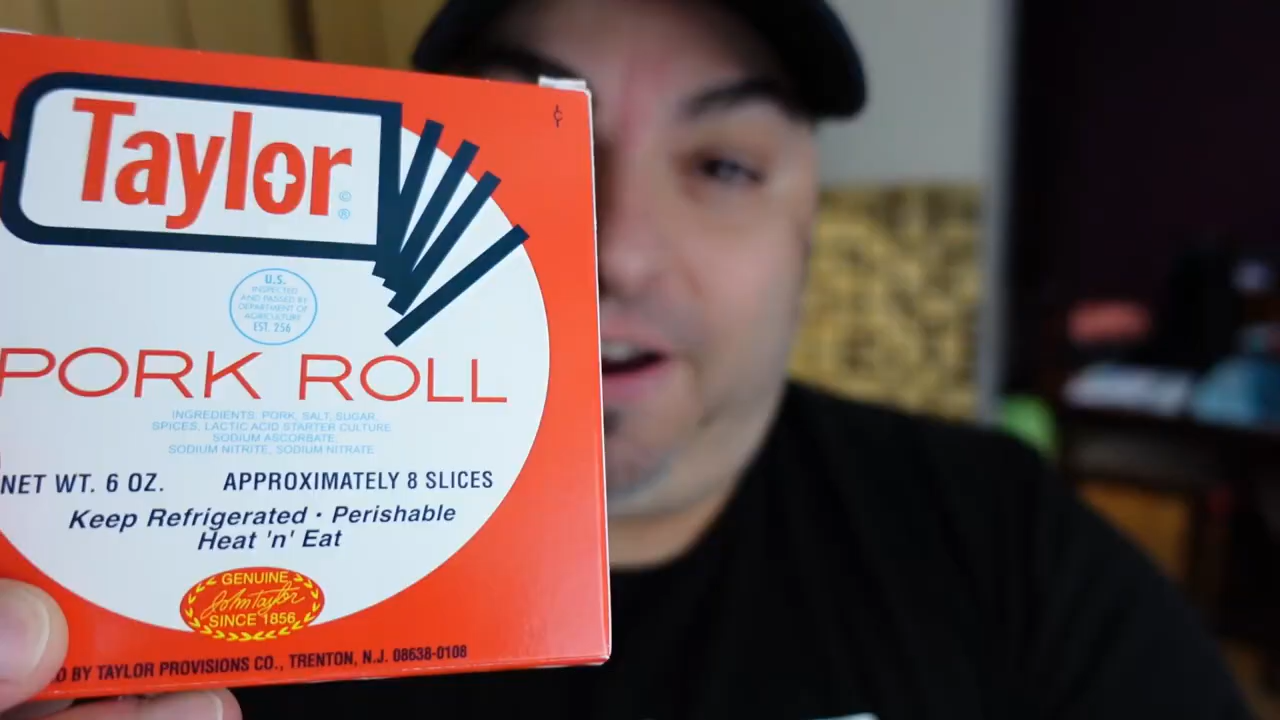 Taylor
©
®
U.S.
INSPECTED
AND PASSED BY
DEPARTMENT OF
AGRICULTURE
EST. 256
PORK ROLL
INGREDIENTS: PORK, SALT, SUGAR,
SPICES, LACTIC ACID STARTER CULTURE,
SODIUM ASCORBATE,
SODIUM NITRITE, SODIUM NITRATE
NET WT. 6 OZ. APPROXIMATELY 8 SLICES
Keep Refrigerated · Perishable
Heat 'n' Eat
GENUINE
John Taylor
SINCE 1856
BY TAYLOR PROVISIONS CO., TRENTON, N.J. 08638-0108